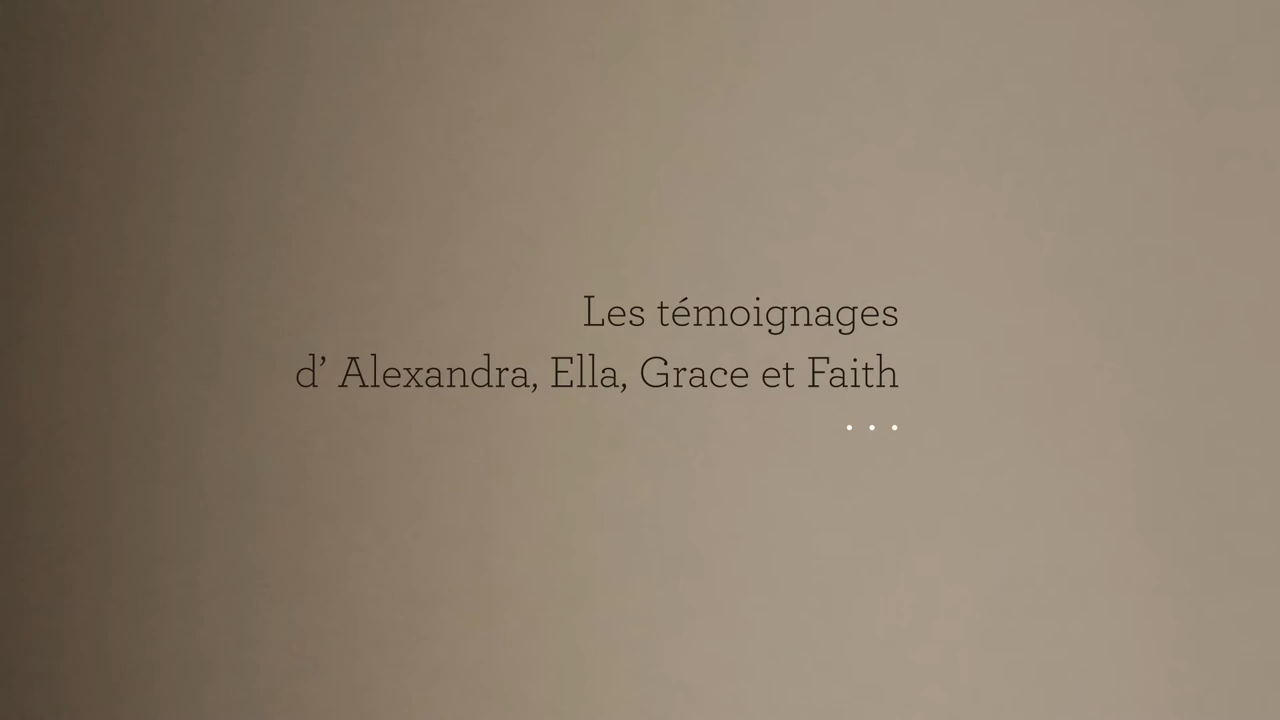 Les témoignages
d’ Alexandra, Ella, Grace et Faith
. . .